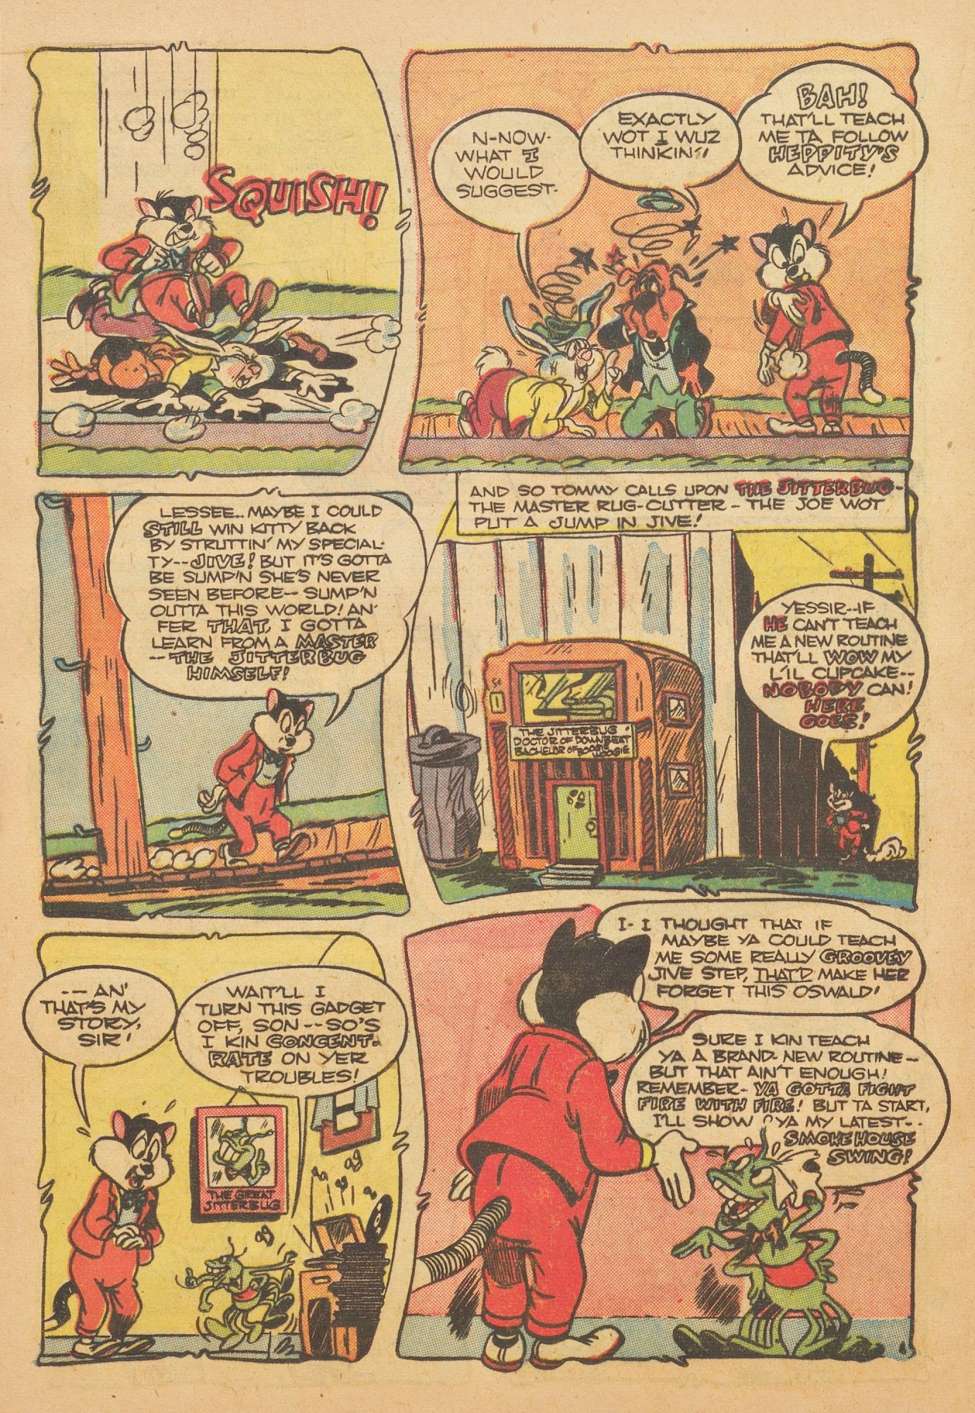 SQUISH!
N-NOW-
WHAT I
WOULD
SUGGEST-
EXACTLY
WOT I WUZ
THINKIN'!
BAH!
THAT'LL TEACH
ME TA FOLLOW
HEPPITY'S
ADVICE!
LESSEE.. MAYBE I COULD
STILL WIN KITTY BACK
BY STRUTTIN' MY SPECIAL-
TY--JIVE! BUT IT'S GOTTA
BE SUMP'N SHE'S NEVER
SEEN BEFORE-- SUMP'N
OUTTA THIS WORLD! AN'
FER THAT, I GOTTA
LEARN FROM A MASTER
--THE JITTERBUG
HIMSELF!
AND SO TOMMY CALLS UPON THE JITTERBUG-
THE MASTER RUG-CUTTER - THE JOE WOT
PUT A JUMP IN JIVE!
THE JITTERBUG
DOCTOR OF DOWNBEAT
BACHELOR OF BOOGIE
WOOGIE
YESSIR--IF
HE CAN'T TEACH
ME A NEW ROUTINE
THAT'LL WOW MY
L'IL CUPCAKE--
NOBODY CAN!
HERE
GOES!
-- AN'
THAT'S MY
STORY,
SIR!
WAIT'LL I
TURN THIS GADGET
OFF, SON -- SO'S
I KIN CONCENT-
RATE ON YER
TROUBLES!
THE GREAT
JITTERBUG
I- I THOUGHT THAT IF
MAYBE YA COULD TEACH
ME SOME REALLY GROOVEY
JIVE STEP, THAT'D MAKE HER
FORGET THIS OSWALD!
SURE I KIN TEACH
YA A BRAND-NEW ROUTINE--
BUT THAT AIN'T ENOUGH!
REMEMBER- YA GOTTA FIGHT
FIRE WITH FIRE! BUT TA START,
I'LL SHOW YA MY LATEST--
SMOKEHOUSE
SWING!